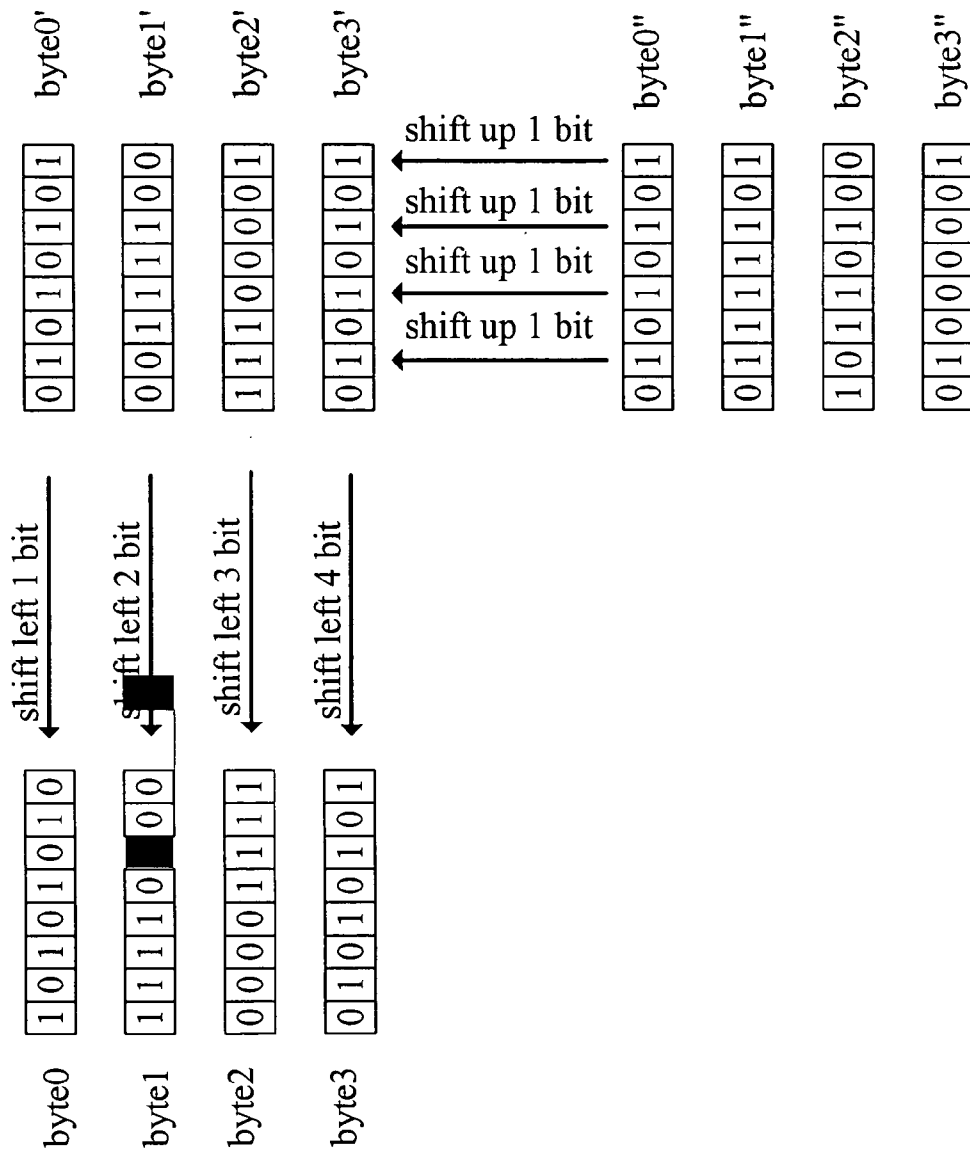 byte0 1 0 1 0 1 0 1 0 shift left 1 bit 0 1 0 1 0 1 0 1 byte0'
byte1 1 1 1 1 0 0 0 shift left 2 bit 0 0 1 1 1 1 0 0 byte1'
byte2 0 0 0 0 1 1 1 1 shift left 3 bit 1 1 1 0 0 0 0 1 byte2'
byte3 0 1 0 1 0 1 0 1 shift left 4 bit 0 1 0 1 0 1 0 1 byte3'
shift up 1 bit
shift up 1 bit
shift up 1 bit
shift up 1 bit
0 1 0 1 0 1 0 1 byte0''
0 1 1 1 1 1 0 1 byte1''
1 0 1 1 0 1 0 0 byte2''
0 1 0 0 0 0 0 1 byte3''